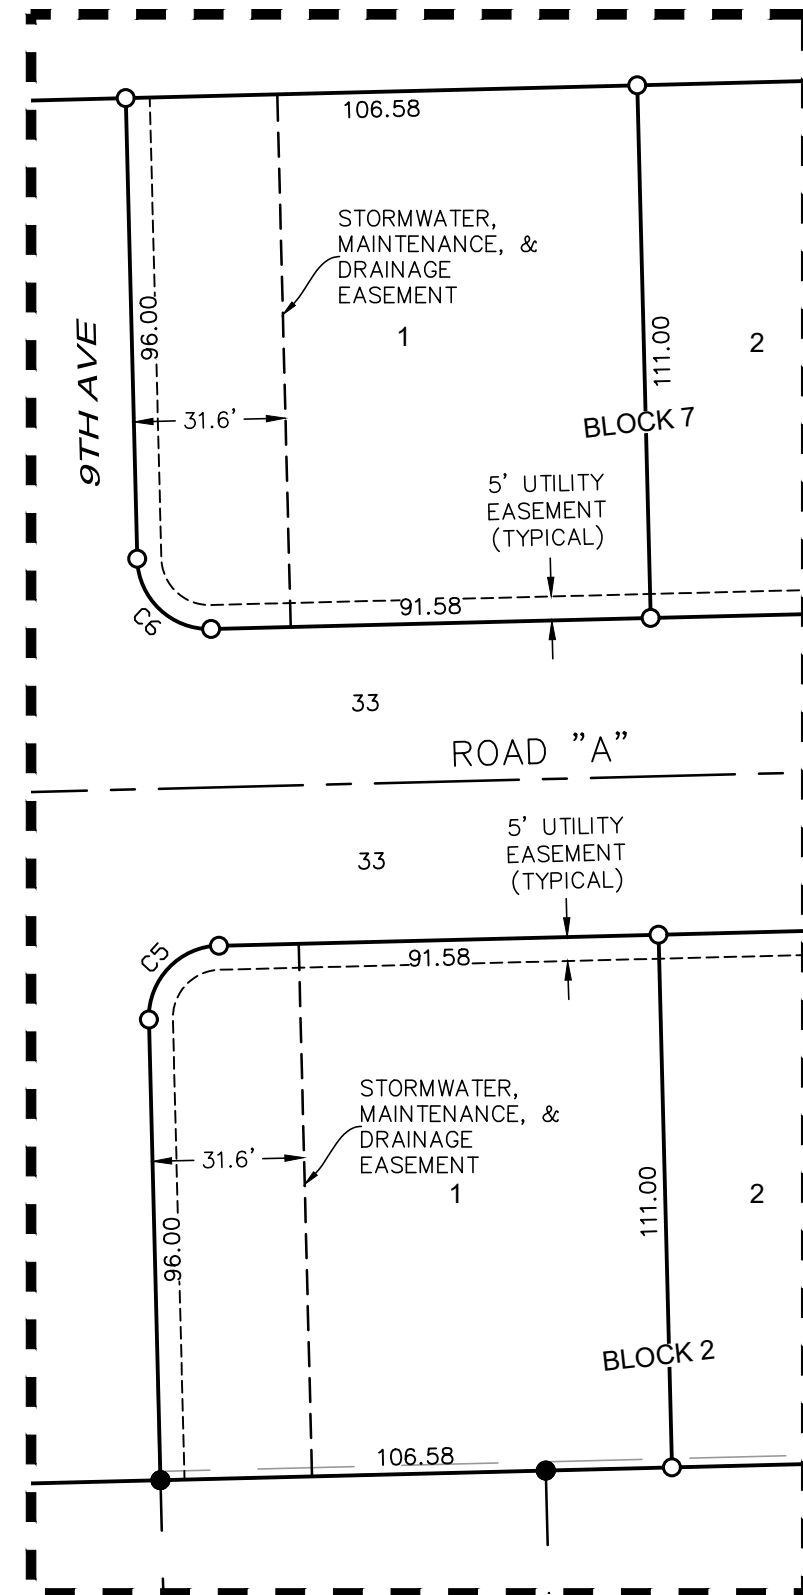 106.58
STORMWATER,
MAINTENANCE, &
DRAINAGE
EASEMENT
96.00
1
111.00
2
9TH AVE
31.6'
BLOCK 7
5' UTILITY
EASEMENT
(TYPICAL)
91.58
C6
33
ROAD "A"
5' UTILITY
EASEMENT
(TYPICAL)
33
C5
91.58
STORMWATER,
MAINTENANCE, &
DRAINAGE
EASEMENT
31.6'
1
111.00
2
96.00
BLOCK 2
106.58